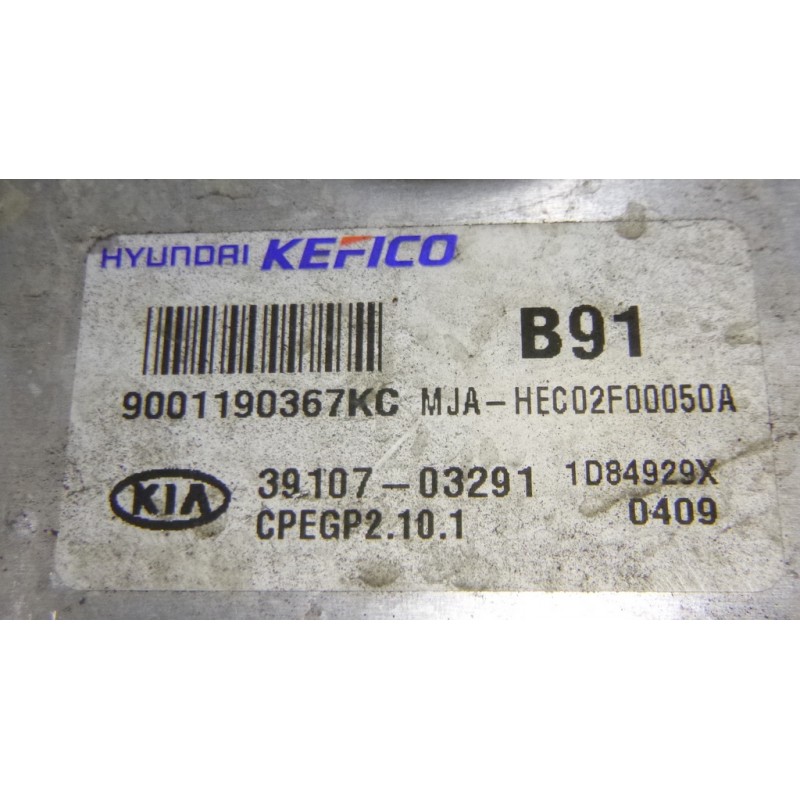 HYUNDAI KEFICO
B91
9001190367KC MJA-HEC02F00050A
KIA 39107-03291 1D84929X
CPEGP2.10.1 0409